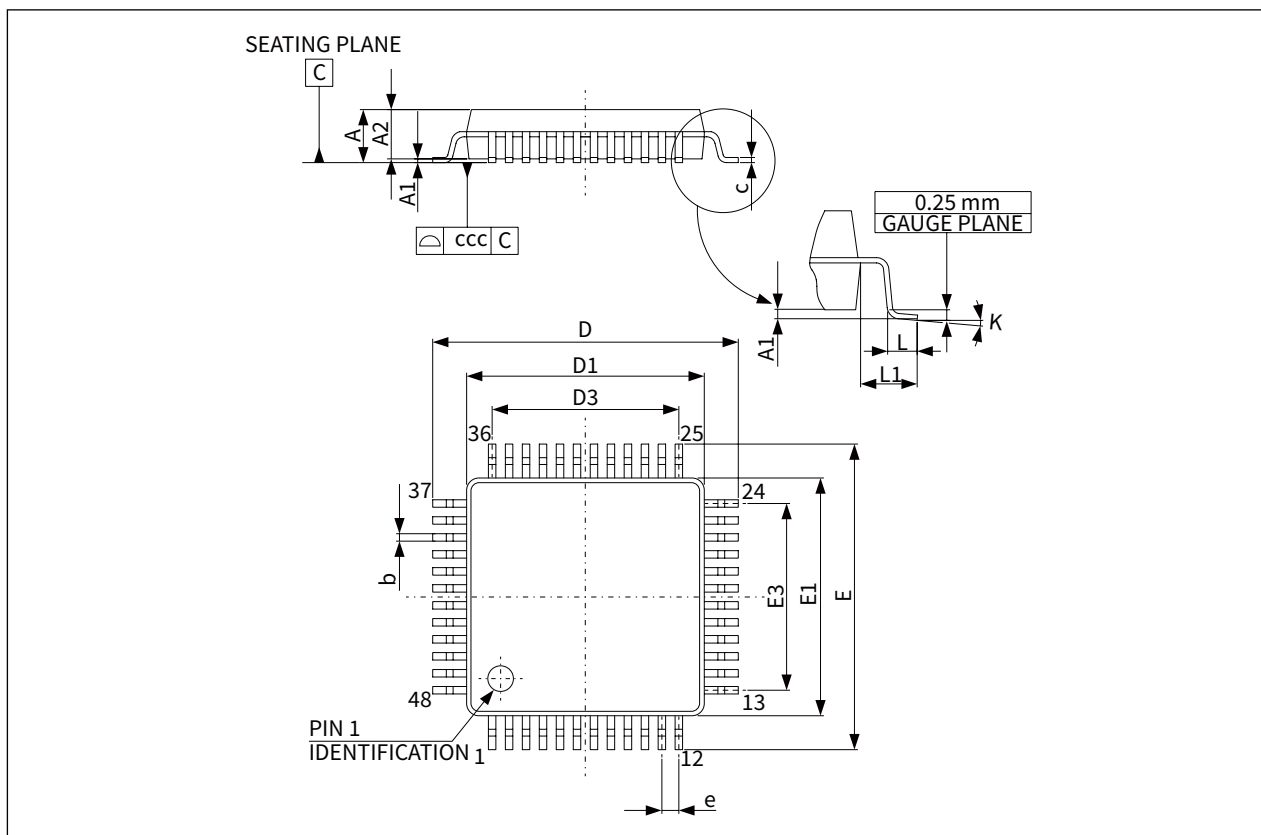 SEATING PLANE
C
A
A2
A1
c
ccc C
0.25 mm
GAUGE PLANE
K
A1
L
L1
D
D1
D3
36
25
37
24
b
E3
E1
E
48
13
PIN 1
IDENTIFICATION 1
12
e